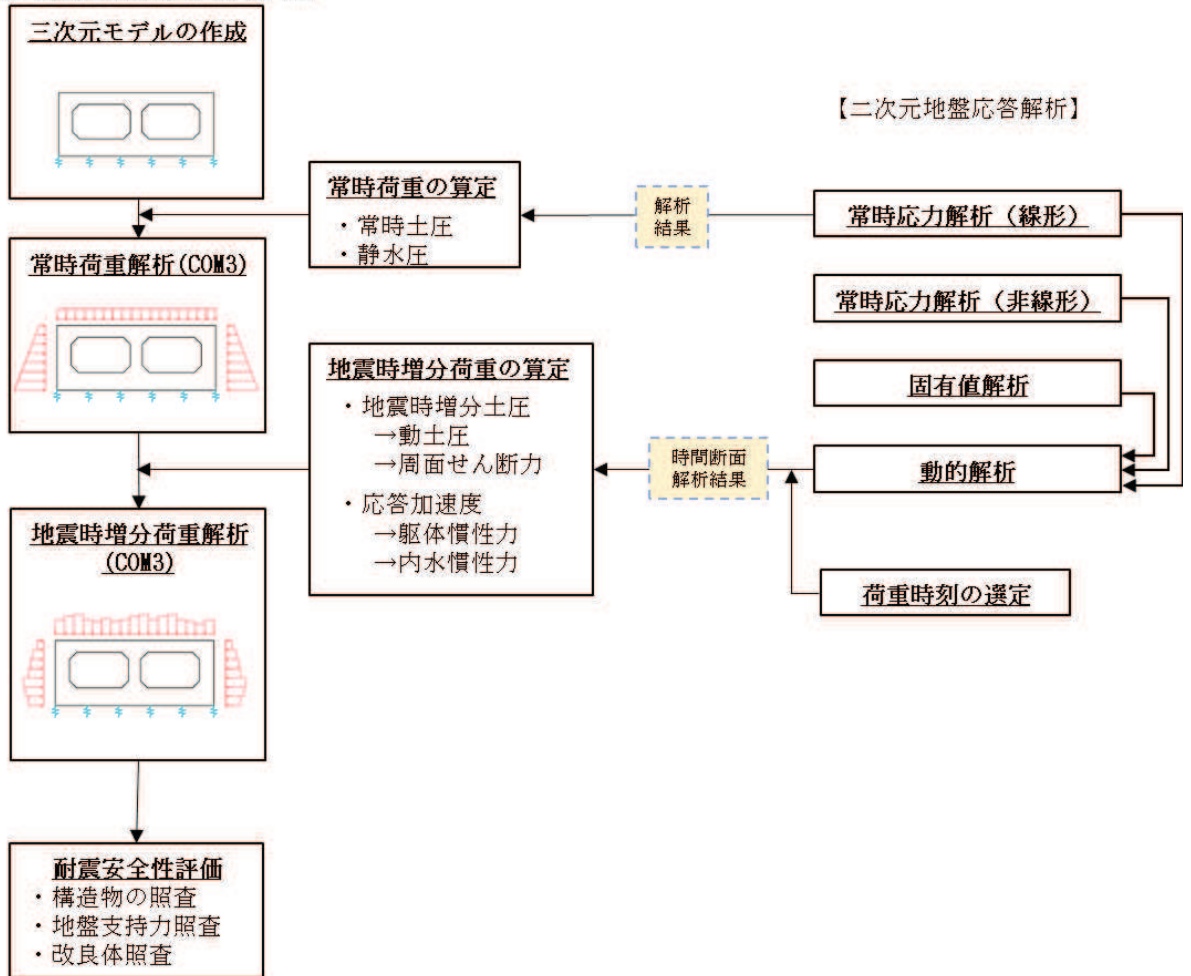 三次元モデルの作成
【二次元地盤応答解析】
常時荷重の算定
・常時土圧
・静水圧
解析
結果
常時応力解析（線形）
常時荷重解析(COM3)
常時応力解析（非線形）
地震時増分荷重の算定
・地震時増分土圧
→動土圧
→周面せん断力
・応答加速度
→躯体慣性力
→内水慣性力
固有値解析
時間断面
解析結果
動的解析
荷重時刻の選定
地震時増分荷重解析
(COM3)
耐震安全性評価
・構造物の照査
・地盤支持力照査
・改良体照査